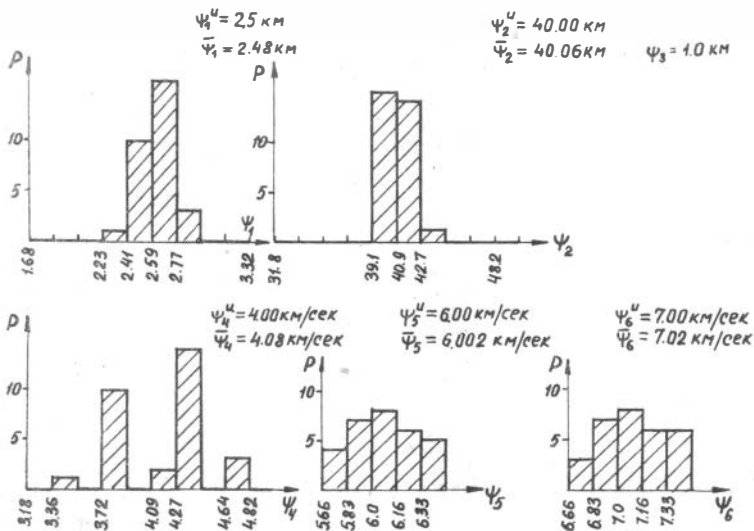 ψ₁ᵘ = 2,5 км
ψ̄₁ = 2.48 км
P
10
5
1.68
2.23
2.41
2.59
2.77
3.32
ψ₁
ψ₂ᵘ = 40.00 км
ψ̄₂ = 40.06 км
ψ₃ = 1.0 км
P
10
5
31.8
39.1
40.9
42.7
48.2
ψ₂
ψ₄ᵘ = 4.00 км/сек
ψ̄₄ = 4.08 км/сек
P
10
5
3.18
3.36
3.72
4.09
4.27
4.64
4.82
ψ₄
ψ₅ᵘ = 6,00 км/сек
ψ̄₅ = 6.002 км/сек
P
10
5
5.66
5.83
6.0
6.16
6.33
ψ₅
ψ₆ᵘ = 7.00 км/сек
ψ̄₆ = 7.02 км/сек
P
10
5
6.66
6.83
7.0
7.16
7.33
ψ₆